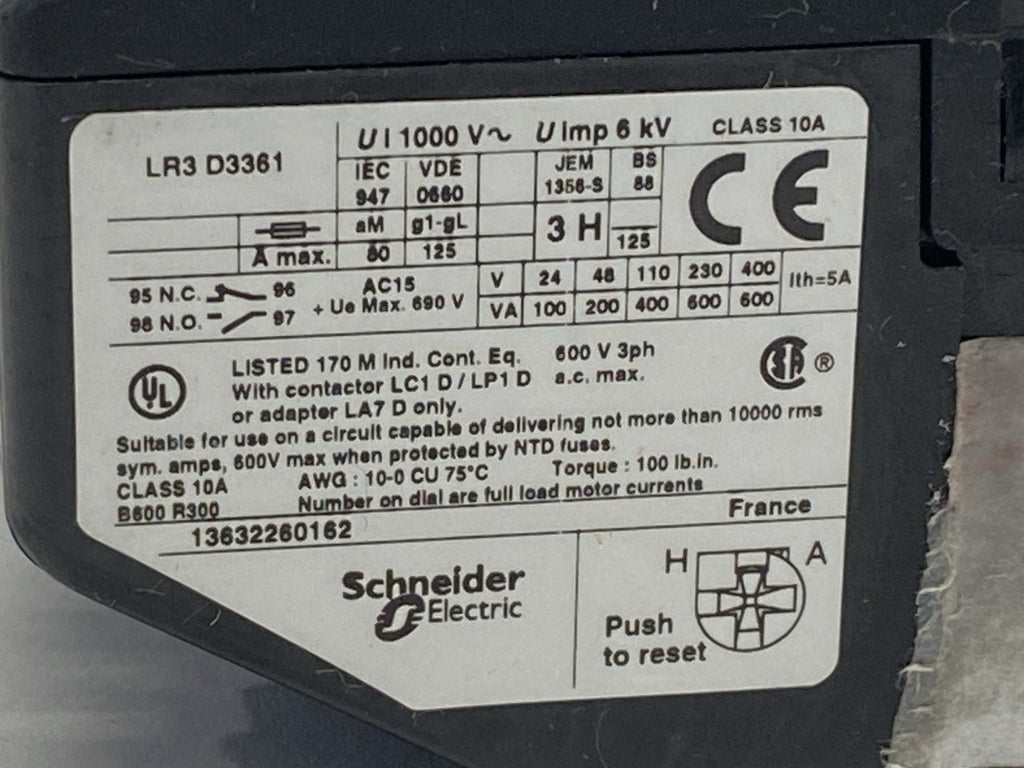 LR3 D3361
UI 1000 V~ U Imp 6 kV CLASS 10A
IEC 947 VDE 0660 JEM 1356-S BS 88
aM g1-gL 3 H
A max. 80 125 125
CE
95 N.C. 96 AC15 V 24 48 110 230 400 Ith=5A
98 N.O. 97 + Ue Max. 690 V VA 100 200 400 600 600
UL LISTED 170 M Ind. Cont. Eq. 600 V 3ph SA ®
With contactor LC1 D / LP1 D a.c. max.
or adapter LA7 D only.
Suitable for use on a circuit capable of delivering not more than 10000 rms
sym. amps, 600V max when protected by NTD fuses.
CLASS 10A AWG : 10-0 CU 75°C Torque : 100 lb.in.
B600 R300 Number on dial are full load motor currents
13632260162 France
Schneider
Electric
H A
Push
to reset